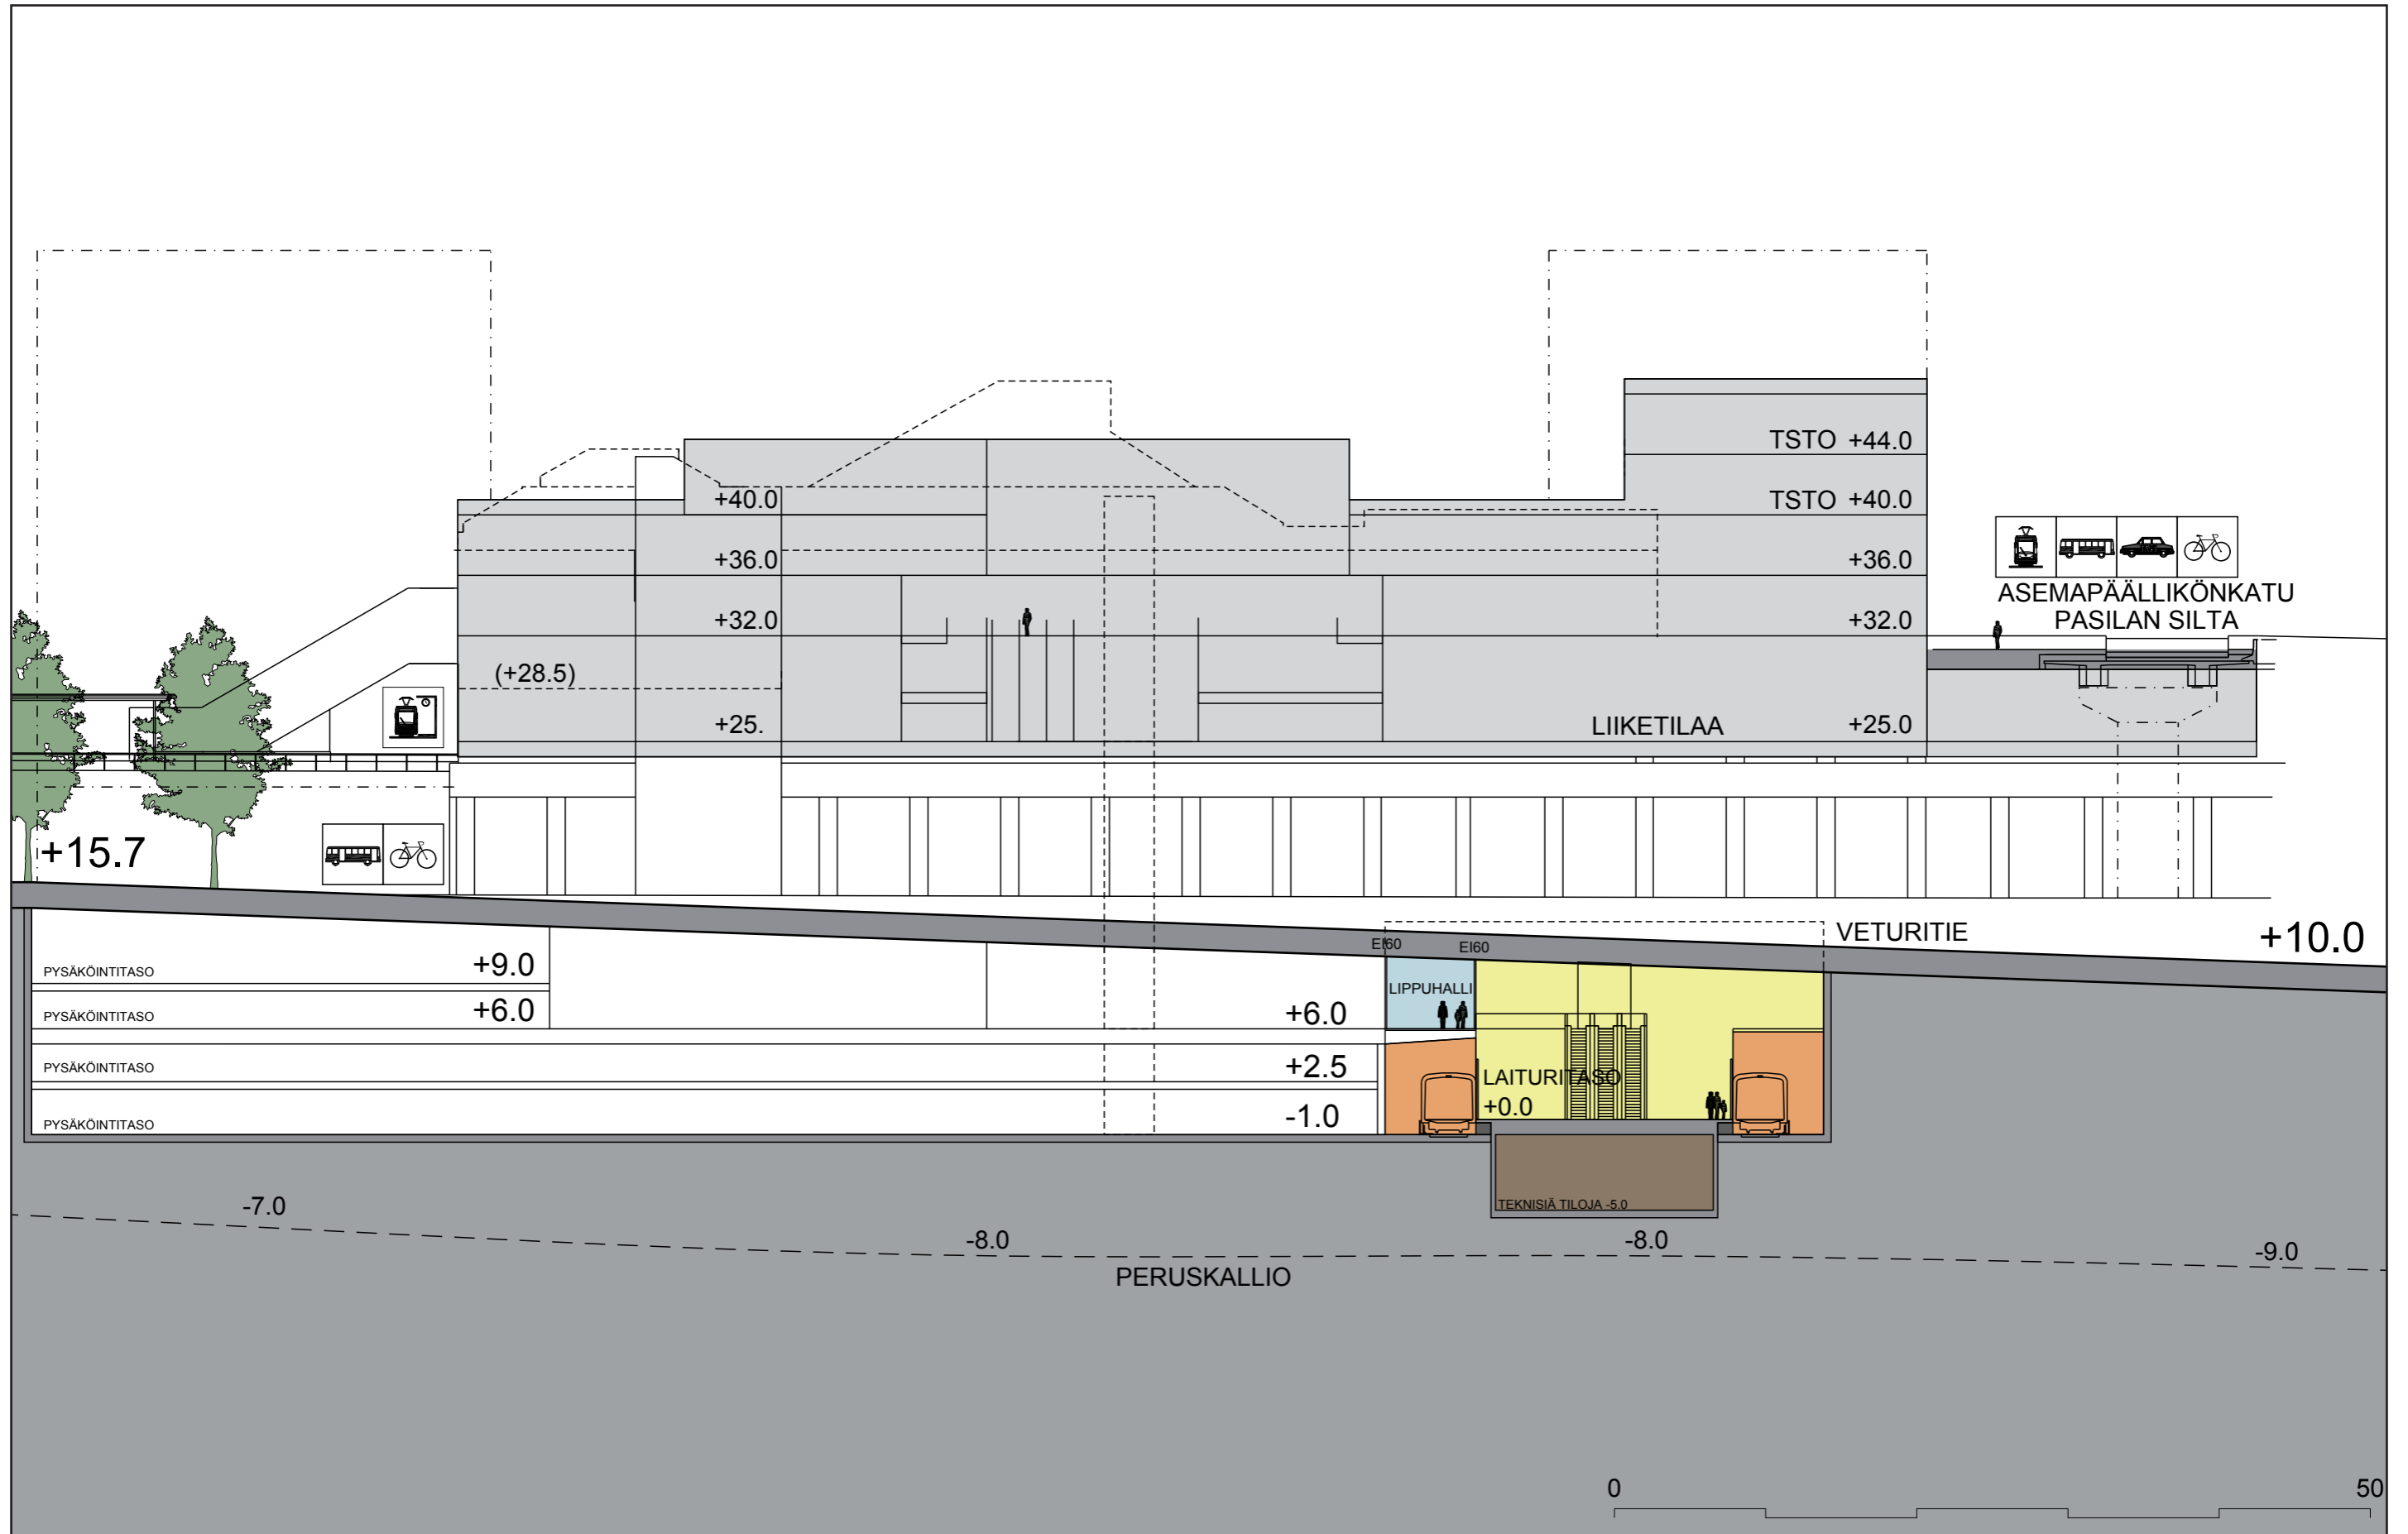 TSTO +44.0
+40.0
TSTO +40.0
+36.0
+36.0
ASEMAPÄÄLLIKÖNKATU
PASILAN SILTA
+32.0
+32.0
(+28.5)
+25.
LIIKETILAA
+25.0
+15.7
VETURITIE
+10.0
EI60
EI60
PYSÄKÖINTITASO
+9.0
LIPPUHALLI
PYSÄKÖINTITASO
+6.0
+6.0
PYSÄKÖINTITASO
+2.5
LAITURITASO
+0.0
PYSÄKÖINTITASO
-1.0
TEKNISIÄ TILOJA -5.0
-7.0
-8.0
-8.0
-9.0
PERUSKALLIO
0
50